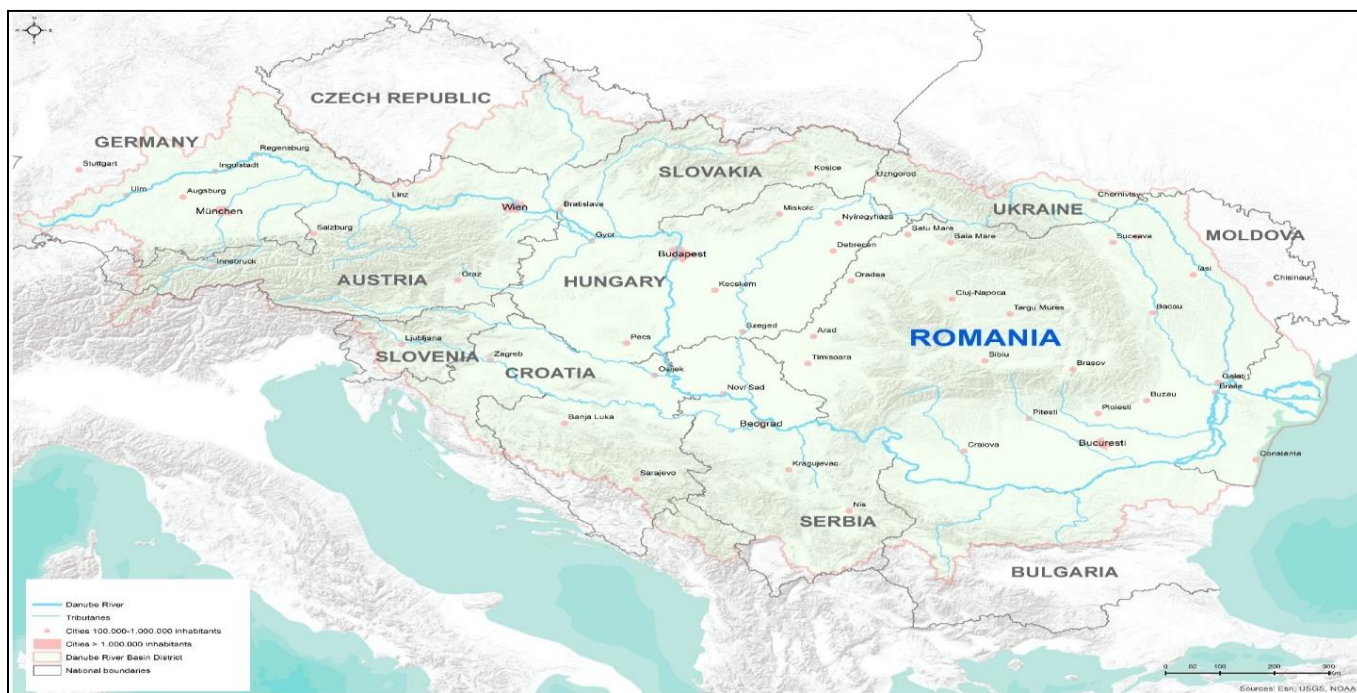 CZECH REPUBLIC
GERMANY
Stuttgart
Regensburg
Ingolstadt
Ulm
Augsburg
München
Linz
Wien
Salzburg
Innsbruck
AUSTRIA
Graz
SLOVAKIA
Kosice
Uzhgorod
Bratislava
Gyor
Miskolc
Nyiregyháza
Budapest
Debrecen
HUNGARY
Kecskem
Szeged
Pecs
UKRAINE
Chernivtsy
Satu Mare
Baia Mare
Suceava
MOLDOVA
Chisinau
Iasi
Oradea
Cluj-Napoca
Targu Mures
Bacau
ROMANIA
Arad
Timisoara
Sibiu
Brasov
Galati
Braila
Buzau
Ploiesti
Pitesti
Bucuresti
Craiova
Constanta
Ljubljana
SLOVENIA
Zagreb
CROATIA
Osijek
Novi Sad
Beograd
Banja Luka
Sarajevo
Kragujevac
Nis
SERBIA
BULGARIA
Danube River
Tributaries
Cities 100.000-1.000.000 inhabitants
Cities > 1.000.000 inhabitants
Danube River Basin District
National boundaries
0 50 100 200 300
Km
Sources: Esri, USGS, NOAA